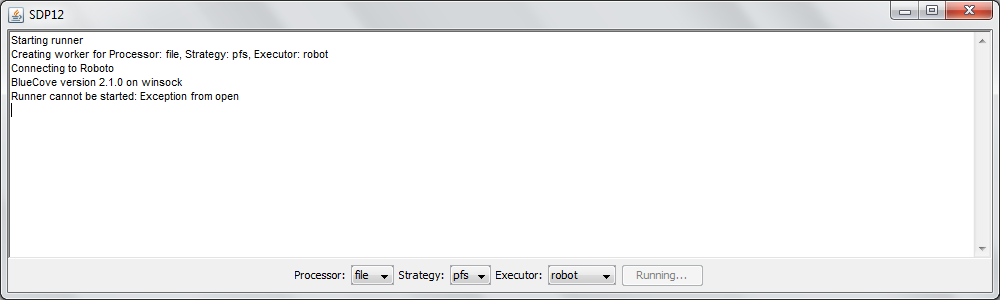 SDP12
Starting runner
Creating worker for Processor: file, Strategy: pfs, Executor: robot
Connecting to Roboto
BlueCove version 2.1.0 on winsock
Runner cannot be started: Exception from open
Processor: file Strategy: pfs Executor: robot Running...